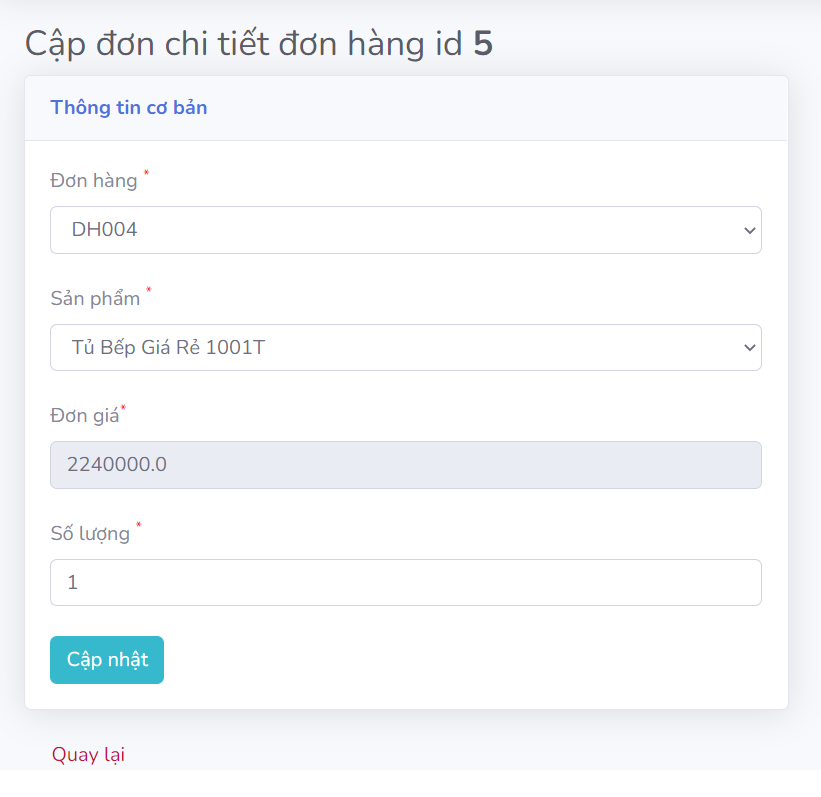 Cập đơn chi tiết đơn hàng id 5
Thông tin cơ bản
Đơn hàng *
DH004
Sản phẩm *
Tủ Bếp Giá Rẻ 1001T
Đơn giá*
2240000.0
Số lượng *
1
Cập nhật
Quay lại